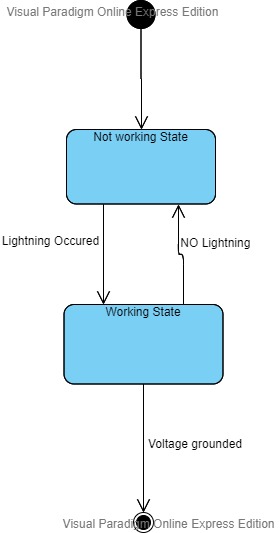 Visual Paradigm Online Express Edition
Not working State
Lightning Occured
NO Lightning
Working State
Voltage grounded
Visual Paradigm Online Express Edition